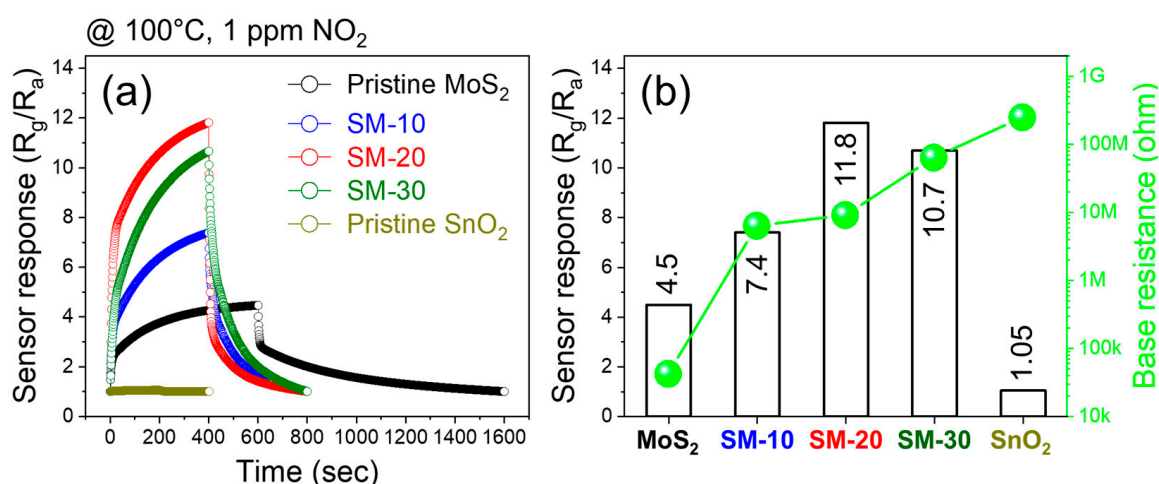 @ 100°C, 1 ppm NO₂
(a)
Sensor response (Rg/Ra)
14
12
10
8
6
4
2
0
Pristine MoS₂
SM-10
SM-20
SM-30
Pristine SnO₂
0 200 400 600 800 1000 1200 1400 1600
Time (sec)
(b)
Sensor response (Rg/Ra)
14
12
10
8
6
4
2
0
4.5
7.4
11.8
10.7
1.05
MoS₂ SM-10 SM-20 SM-30 SnO₂
1G
100M
10M
1M
100k
10k
Base resistance (ohm)